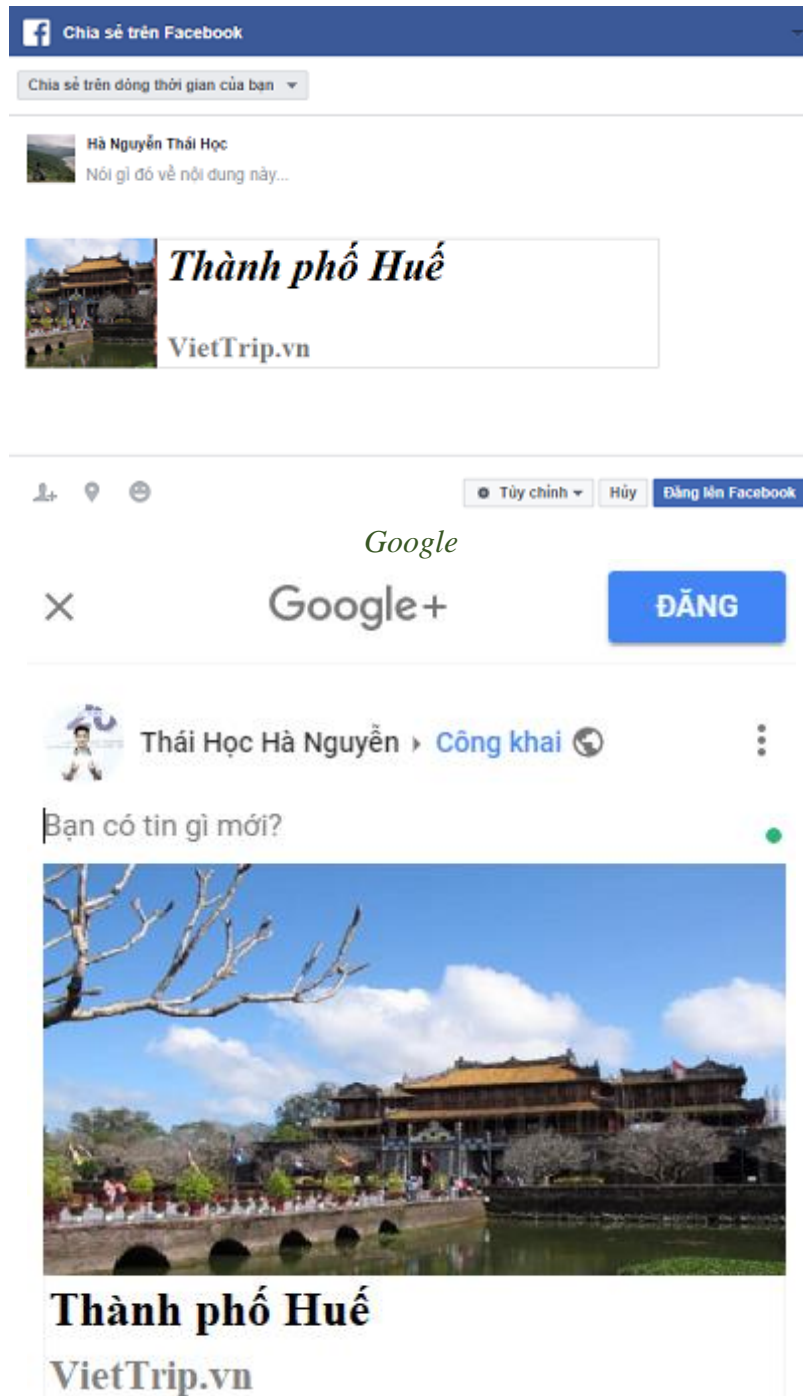 Chia sẻ trên Facebook
Chia sẻ trên dòng thời gian của bạn
Hà Nguyễn Thái Học
Nói gì đó về nội dung này...
Thành phố Huế
VietTrip.vn
Tùy chỉnh Hủy Đăng lên Facebook
Google
Google+ ĐĂNG
Thái Học Hà Nguyễn Công khai
Bạn có tin gì mới?
Thành phố Huế
VietTrip.vn